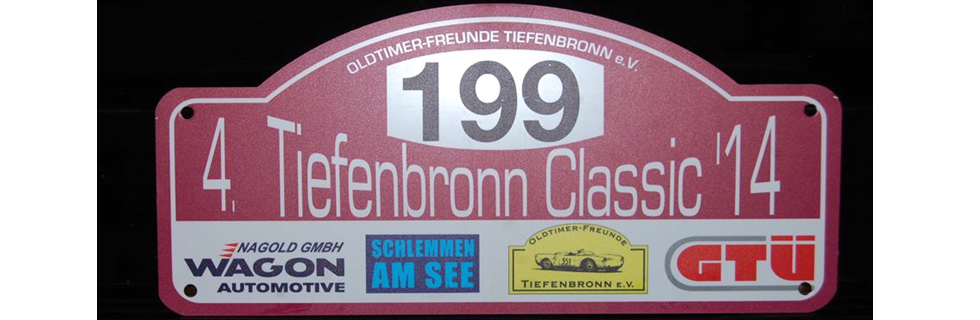 OLDTIMER-FREUNDE TIEFENBRONN e.V.
199
4. Tiefenbronn Classic '14
NAGOLD GMBH
WAGON
AUTOMOTIVE
SCHLEMMEN
AM SEE
OLDTIMER-FREUNDE
351
TIEFENBRONN E.V.
GTÜ